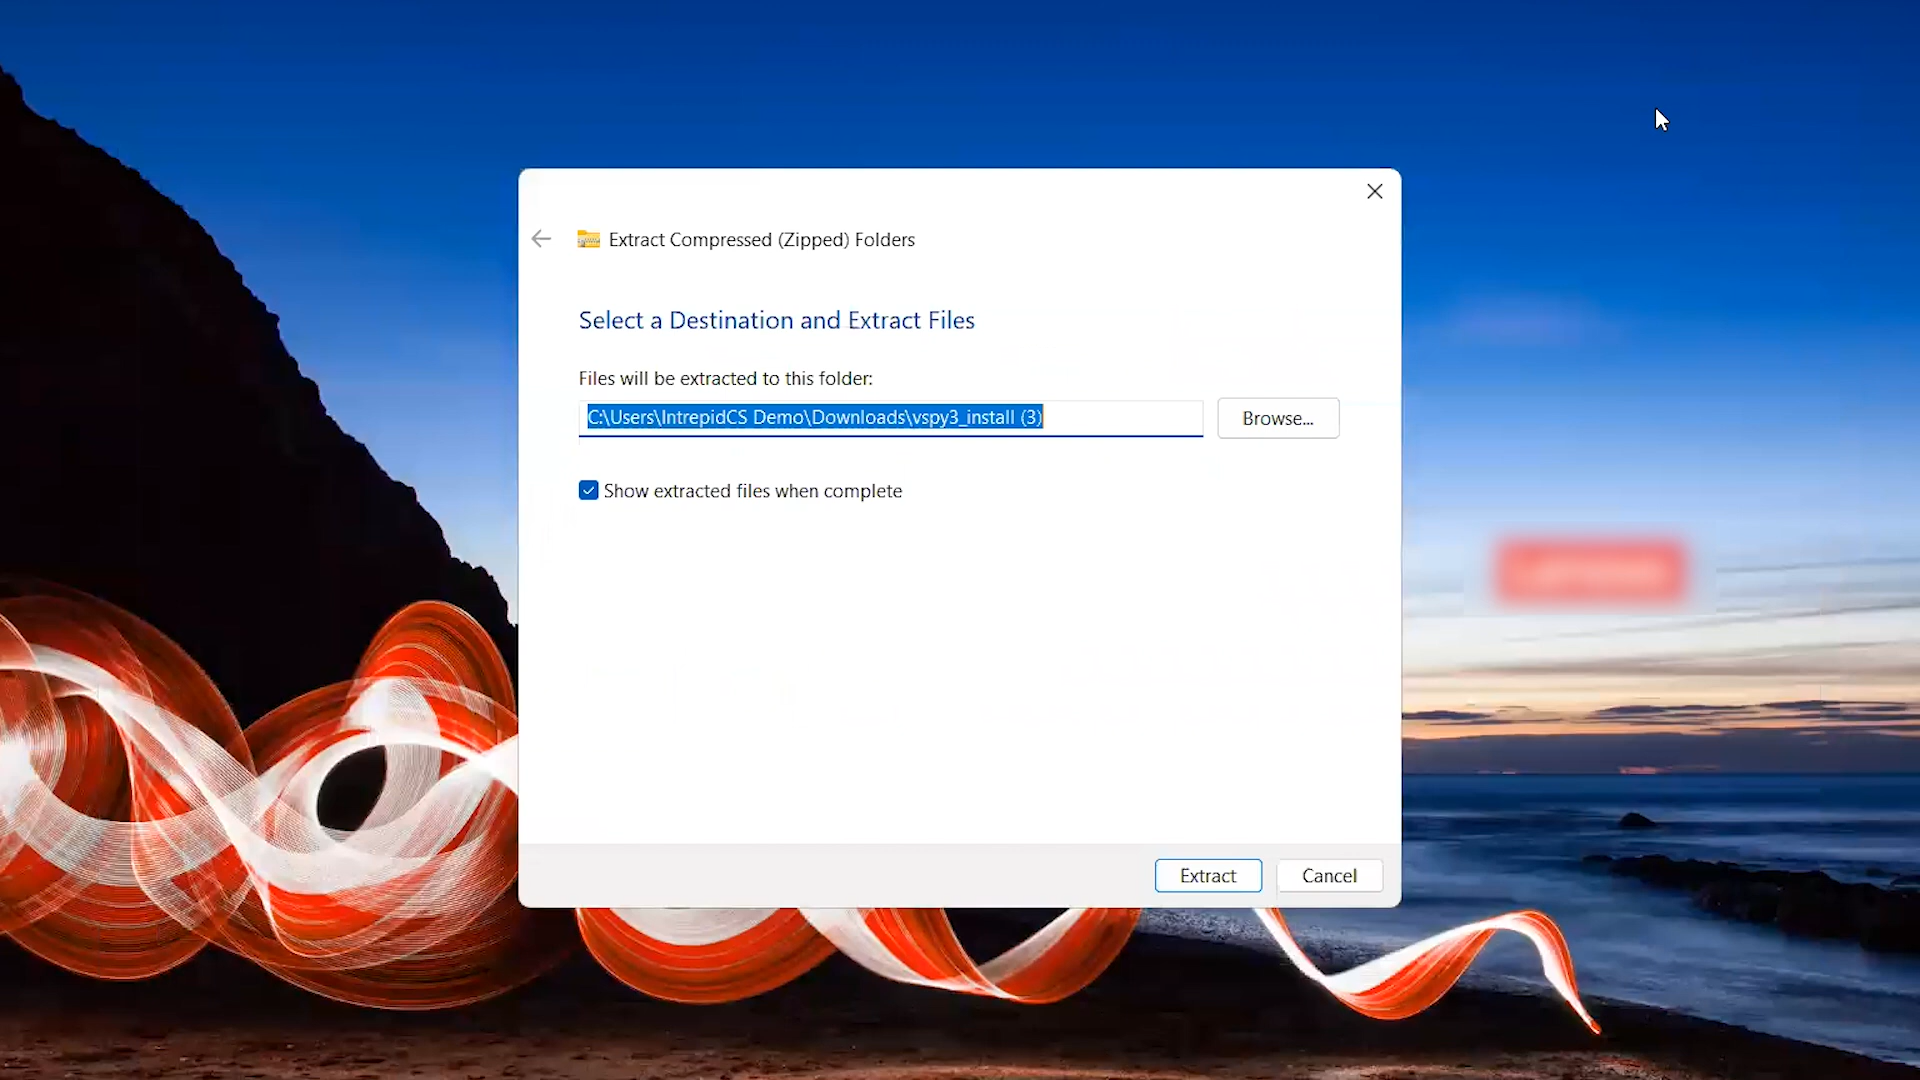 Extract Compressed (Zipped) Folders
Select a Destination and Extract Files
Files will be extracted to this folder:
C:\Users\IntrepidCS Demo\Downloads\vspy3_install (3)
Browse...
Show extracted files when complete
Extract
Cancel